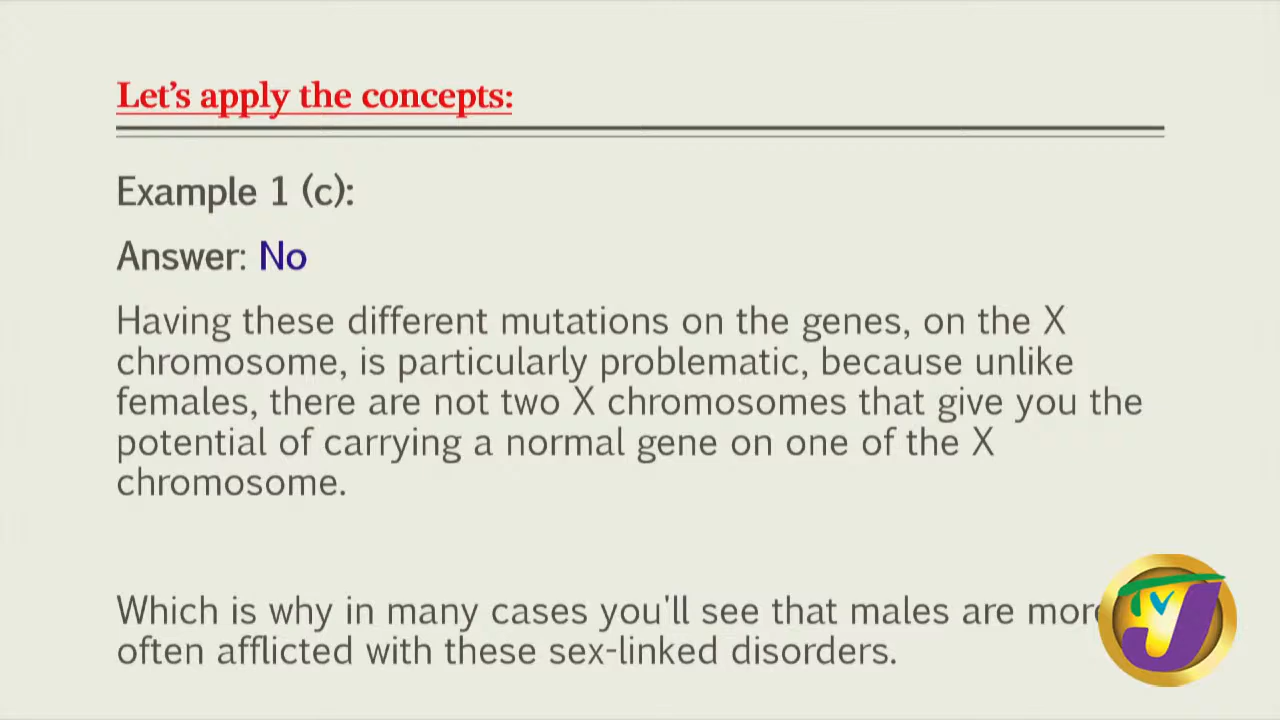 Let’s apply the concepts:
Example 1 (c):
Answer: No
Having these different mutations on the genes, on the X
chromosome, is particularly problematic, because unlike
females, there are not two X chromosomes that give you the
potential of carrying a normal gene on one of the X
chromosome.
Which is why in many cases you'll see that males are more
often afflicted with these sex-linked disorders.
TVJ